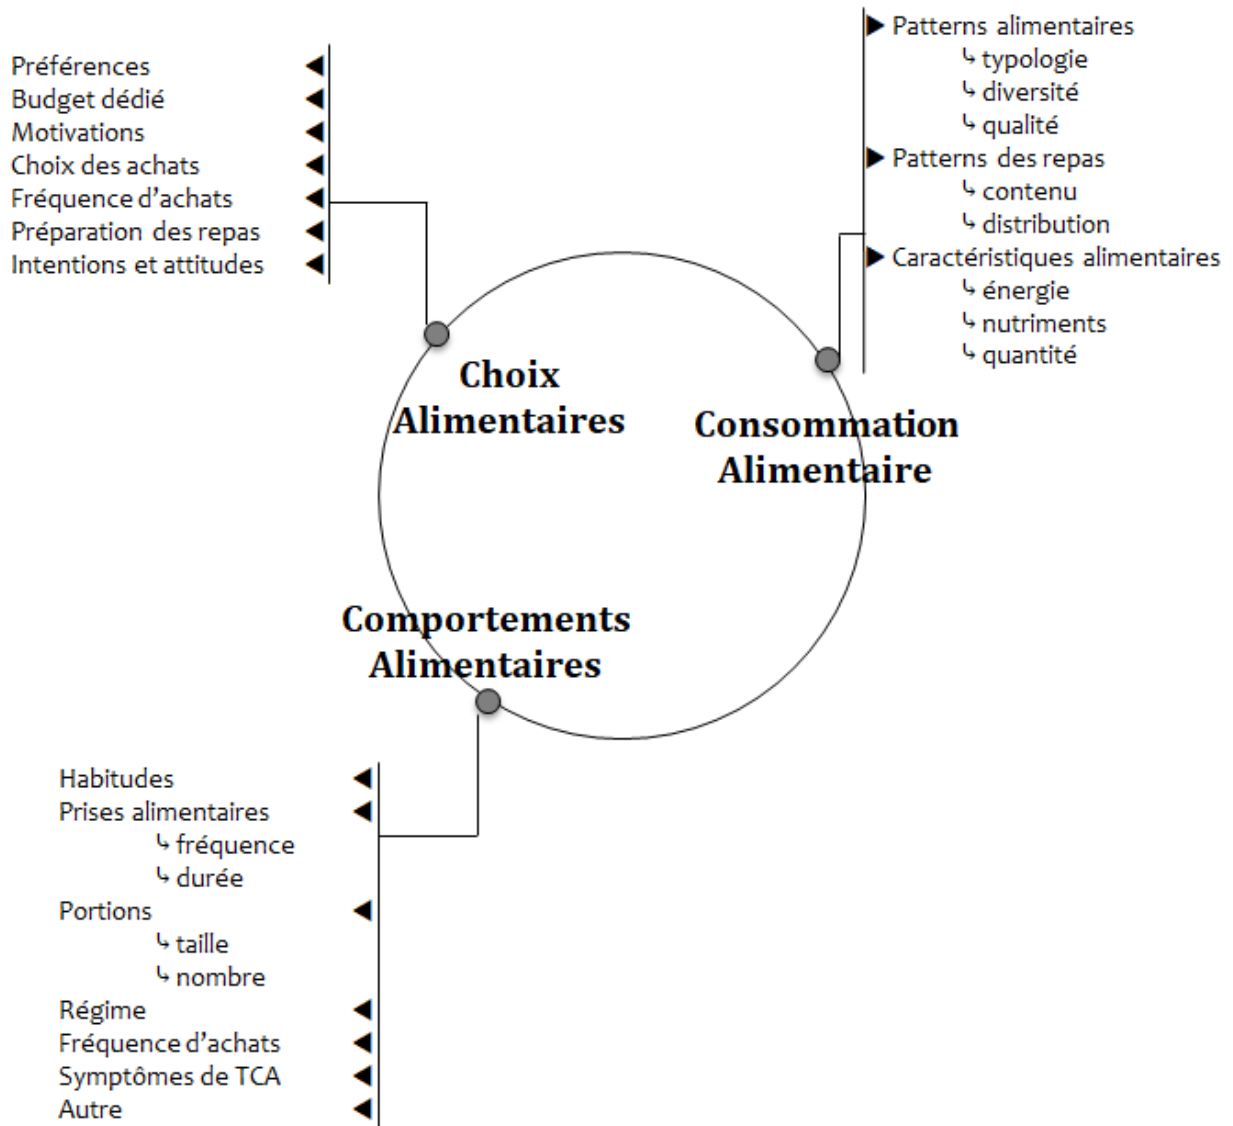 Préférences
Budget dédié
Motivations
Choix des achats
Fréquence d'achats
Préparation des repas
Intentions et attitudes
Patterns alimentaires
↳ typologie
↳ diversité
↳ qualité
Patterns des repas
↳ contenu
↳ distribution
Caractéristiques alimentaires
↳ énergie
↳ nutriments
↳ quantité
Choix
Alimentaires
Consommation
Alimentaire
Comportements
Alimentaires
Habitudes
Prises alimentaires
↳ fréquence
↳ durée
Portions
↳ taille
↳ nombre
Régime
Fréquence d'achats
Symptômes de TCA
Autre